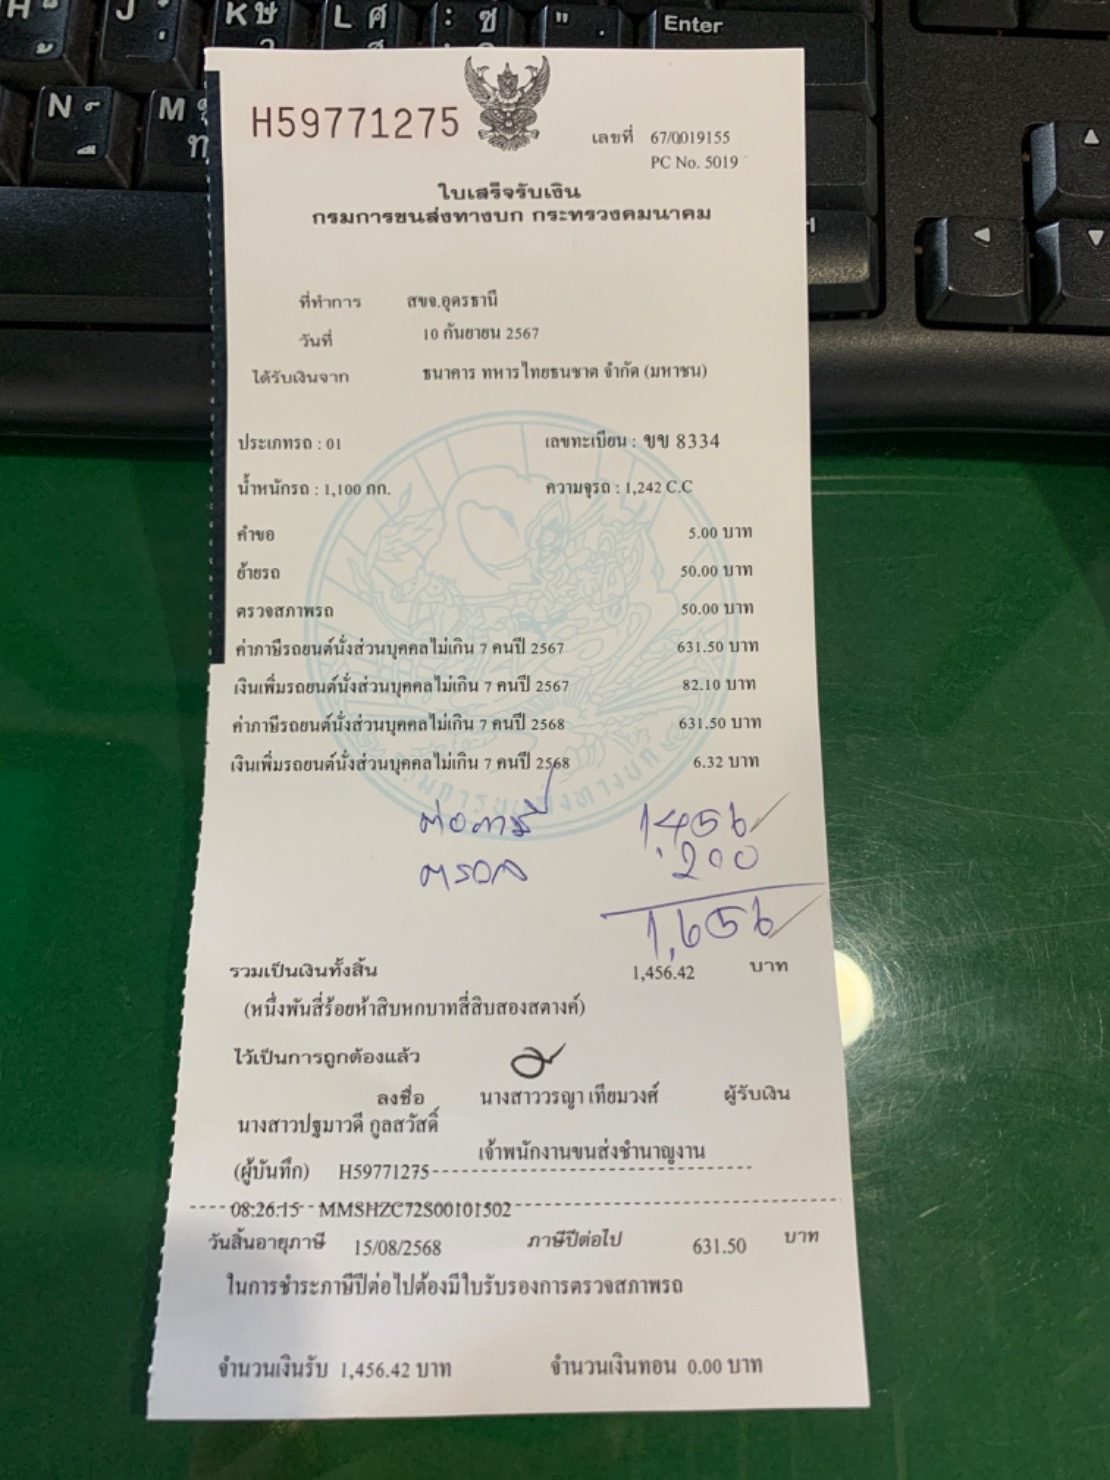 H59771275
เลขที่ 67/0019155
PC No. 5019
ใบเสร็จรับเงิน
กรมการขนส่งทางบก กระทรวงคมนาคม
ที่ทำการ สขจ.อุดรธานี
วันที่ 10 กันยายน 2567
ได้รับเงินจาก ธนาคาร ทหารไทยธนชาต จำกัด (มหาชน)
ประเภทรถ : 01 เลขทะเบียน : ขข 8334
น้ำหนักรถ : 1,100 กก. ความจุรถ : 1,242 C.C
คำขอ 5.00 บาท
ย้ายรถ 50.00 บาท
ตรวจสภาพรถ 50.00 บาท
ค่าภาษีรถยนต์นั่งส่วนบุคคลไม่เกิน 7 คนปี 2567 631.50 บาท
เงินเพิ่มรถยนต์นั่งส่วนบุคคลไม่เกิน 7 คนปี 2567 82.10 บาท
ค่าภาษีรถยนต์นั่งส่วนบุคคลไม่เกิน 7 คนปี 2568 631.50 บาท
เงินเพิ่มรถยนต์นั่งส่วนบุคคลไม่เกิน 7 คนปี 2568 6.32 บาท
กรมการขนส่งทางบก
ต่อภาษี 1,456
ตรอ 200
1,656
รวมเป็นเงินทั้งสิ้น 1,456.42 บาท
(หนึ่งพันสี่ร้อยห้าสิบหกบาทสี่สิบสองสตางค์)
ไว้เป็นการถูกต้องแล้ว
ลงชื่อ นางสาววรญา เทียมวงศ์ ผู้รับเงิน
นางสาวปฐมาวดี กูลสวัสดิ์
เจ้าพนักงานขนส่งชำนาญงาน
(ผู้บันทึก) H59771275
08:26:15 MMSHZC72S00101502
วันสิ้นอายุภาษี 15/08/2568 ภาษีปีต่อไป 631.50 บาท
ในการชำระภาษีปีต่อไปต้องมีใบรับรองการตรวจสภาพรถ
จำนวนเงินรับ 1,456.42 บาท จำนวนเงินทอน 0.00 บาท
Enter